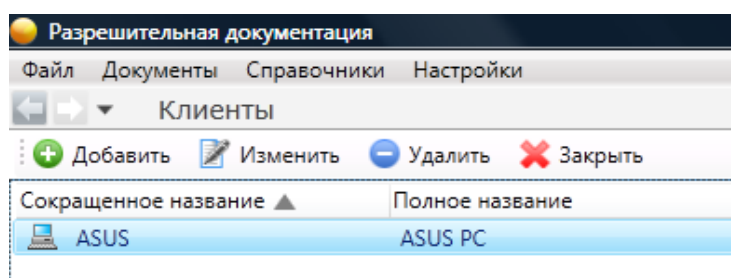 Разрешительная документация
Файл Документы Справочники Настройки
Клиенты
Добавить Изменить Удалить Закрыть
Сокращенное название Полное название
ASUS ASUS PC